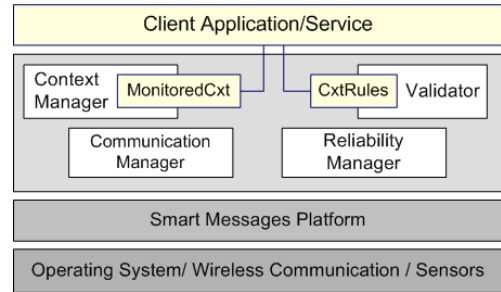 Client Application/Service
Context
Manager
MonitoredCxt
CxtRules
Validator
Communication
Manager
Reliability
Manager
Smart Messages Platform
Operating System/ Wireless Communication / Sensors